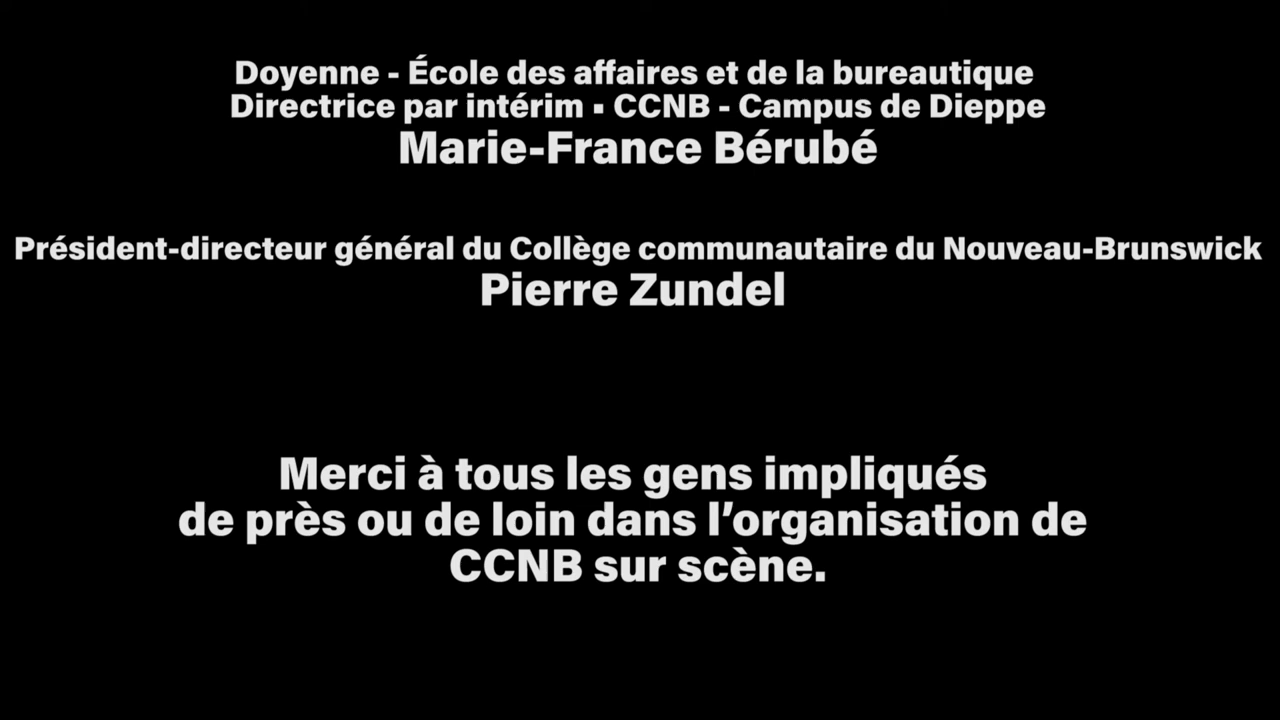 Doyenne - École des affaires et de la bureautique
Directrice par intérim ▪ CCNB - Campus de Dieppe
Marie-France Bérubé
Président-directeur général du Collège communautaire du Nouveau-Brunswick
Pierre Zundel
Merci à tous les gens impliqués
de près ou de loin dans l’organisation de
CCNB sur scène.